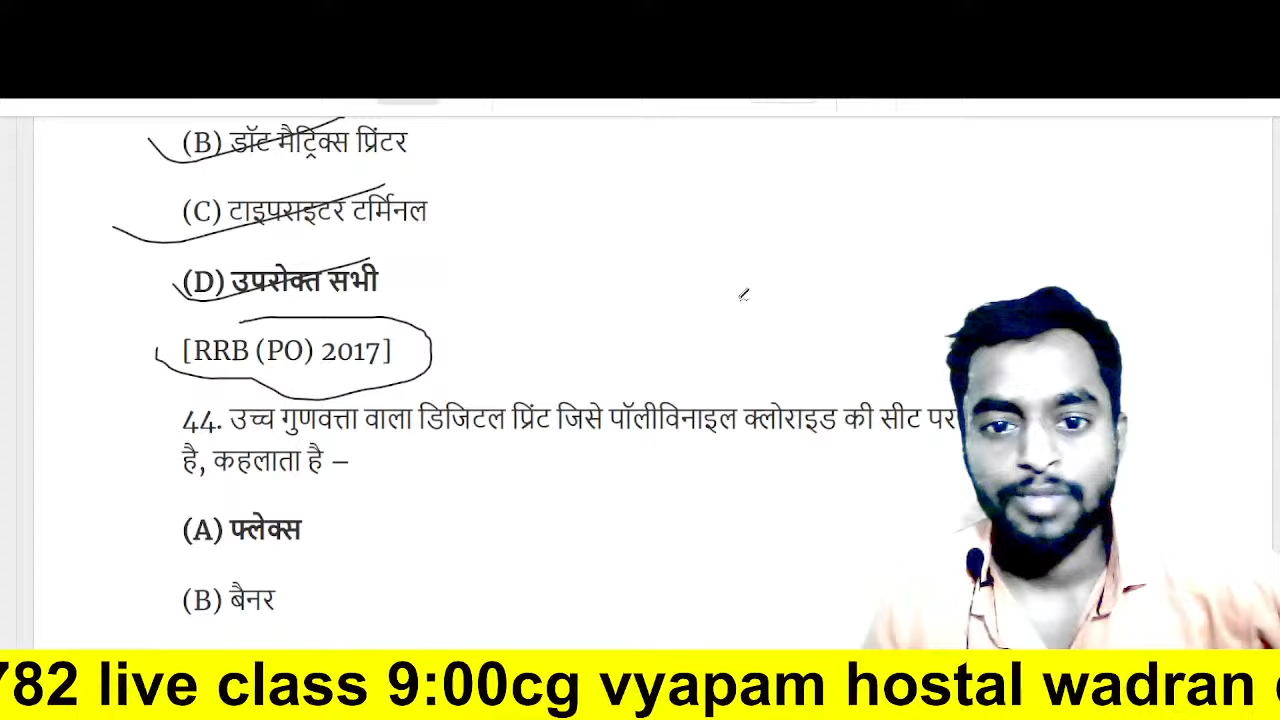 (B) डॉट मैट्रिक्स प्रिंटर
(C) टाइपराइटर टर्मिनल
(D) उपरोक्त सभी
[RRB (PO) 2017]
44. उच्च गुणवत्ता वाला डिजिटल प्रिंट जिसे पॉलीविनाइल क्लोराइड की सीट पर
है, कहलाता है –
(A) फ्लेक्स
(B) बैनर
782 live class 9:00cg vyapam hostal wadran